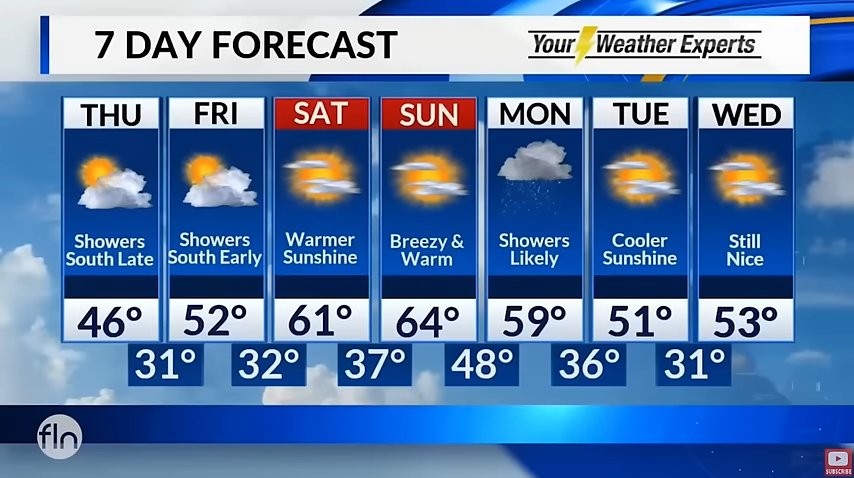 7 DAY FORECAST
Your Weather Experts
THU
FRI
SAT
SUN
MON
TUE
WED
Showers
South Late
Showers
South Early
Warmer
Sunshine
Breezy &
Warm
Showers
Likely
Cooler
Sunshine
Still
Nice
46°
52°
61°
64°
59°
51°
53°
31°
32°
37°
48°
36°
31°
fln
SUBSCRIBE